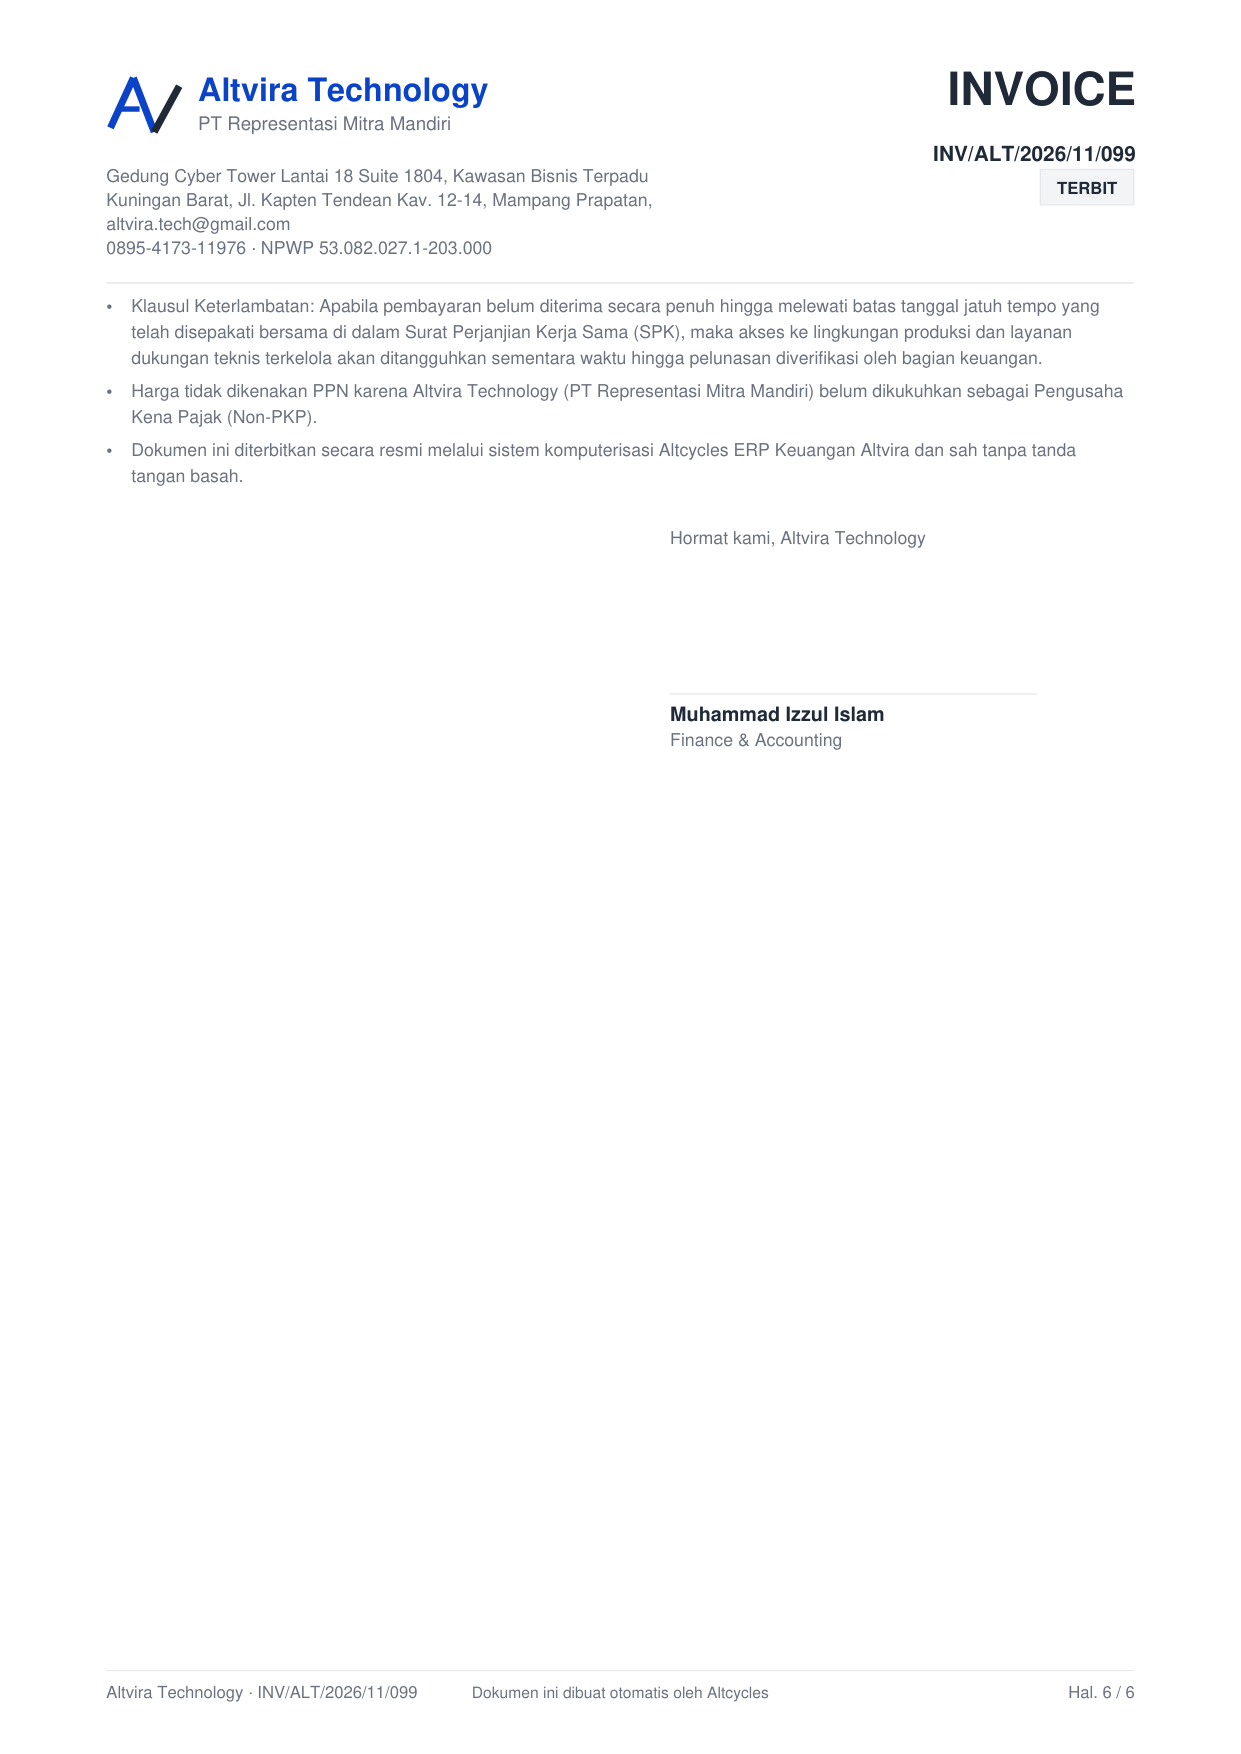 Altvira Technology
PT Representasi Mitra Mandiri
INVOICE
INV/ALT/2026/11/099
TERBIT
Gedung Cyber Tower Lantai 18 Suite 1804, Kawasan Bisnis Terpadu
Kuningan Barat, Jl. Kapten Tendean Kav. 12-14, Mampang Prapatan,
altvira.tech@gmail.com
0895-4173-11976 · NPWP 53.082.027.1-203.000
• Klausul Keterlambatan: Apabila pembayaran belum diterima secara penuh hingga melewati batas tanggal jatuh tempo yang
telah disepakati bersama di dalam Surat Perjanjian Kerja Sama (SPK), maka akses ke lingkungan produksi dan layanan
dukungan teknis terkelola akan ditangguhkan sementara waktu hingga pelunasan diverifikasi oleh bagian keuangan.
• Harga tidak dikenakan PPN karena Altvira Technology (PT Representasi Mitra Mandiri) belum dikukuhkan sebagai Pengusaha
Kena Pajak (Non-PKP).
• Dokumen ini diterbitkan secara resmi melalui sistem komputerisasi Altcycles ERP Keuangan Altvira dan sah tanpa tanda
tangan basah.
Hormat kami, Altvira Technology
Muhammad Izzul Islam
Finance & Accounting
Altvira Technology · INV/ALT/2026/11/099
Dokumen ini dibuat otomatis oleh Altcycles
Hal. 6 / 6